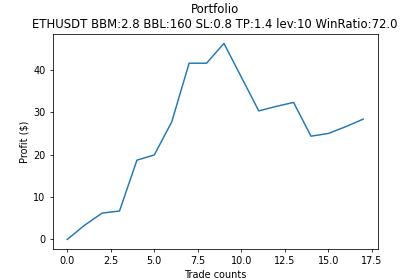 Portfolio
ETHUSDT BBM:2.8 BBL:160 SL:0.8 TP:1.4 lev:10 WinRatio:72.0
Profit ($)
40
30
20
10
0
0.0 2.5 5.0 7.5 10.0 12.5 15.0 17.5
Trade counts